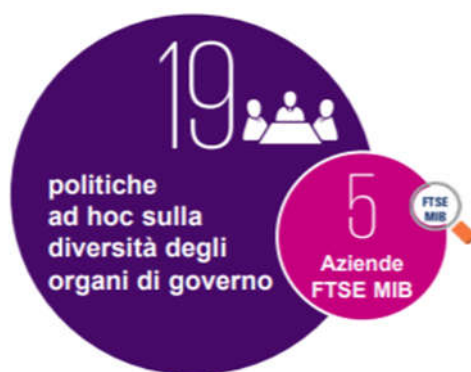 19
politiche
ad hoc sulla
diversità degli
organi di governo
5
Aziende
FTSE MIB
FTSE
MIB